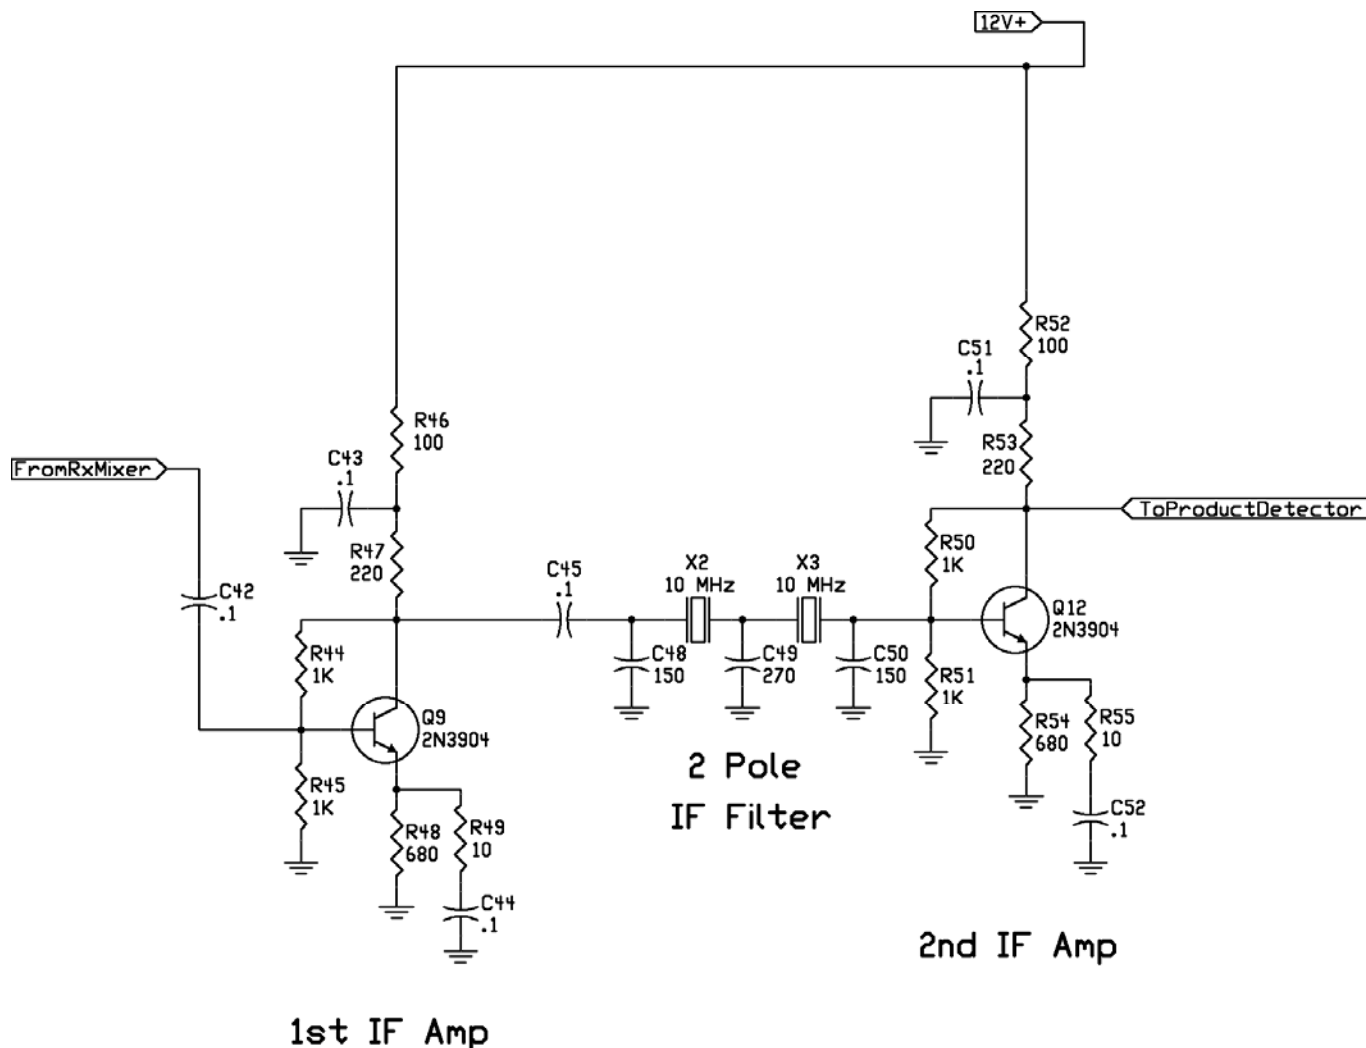 12V+
R52
100
C51
.1
R46
100
R53
220
C43
.1
FromRxMixer
ToProductDetector
R47
220
R50
1K
C45
.1
X2
10 MHz
X3
10 MHz
C42
.1
Q12
2N3904
R44
1K
C48
150
C49
270
C50
150
R51
1K
Q9
2N3904
R54
680
R55
10
2 Pole
IF Filter
R45
1K
C52
.1
R48
680
R49
10
C44
.1
2nd IF Amp
1st IF Amp